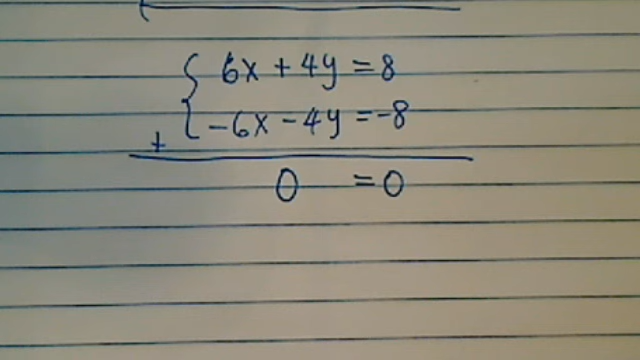 6x + 4y = 8
-6x - 4y = -8
+
0 = 0